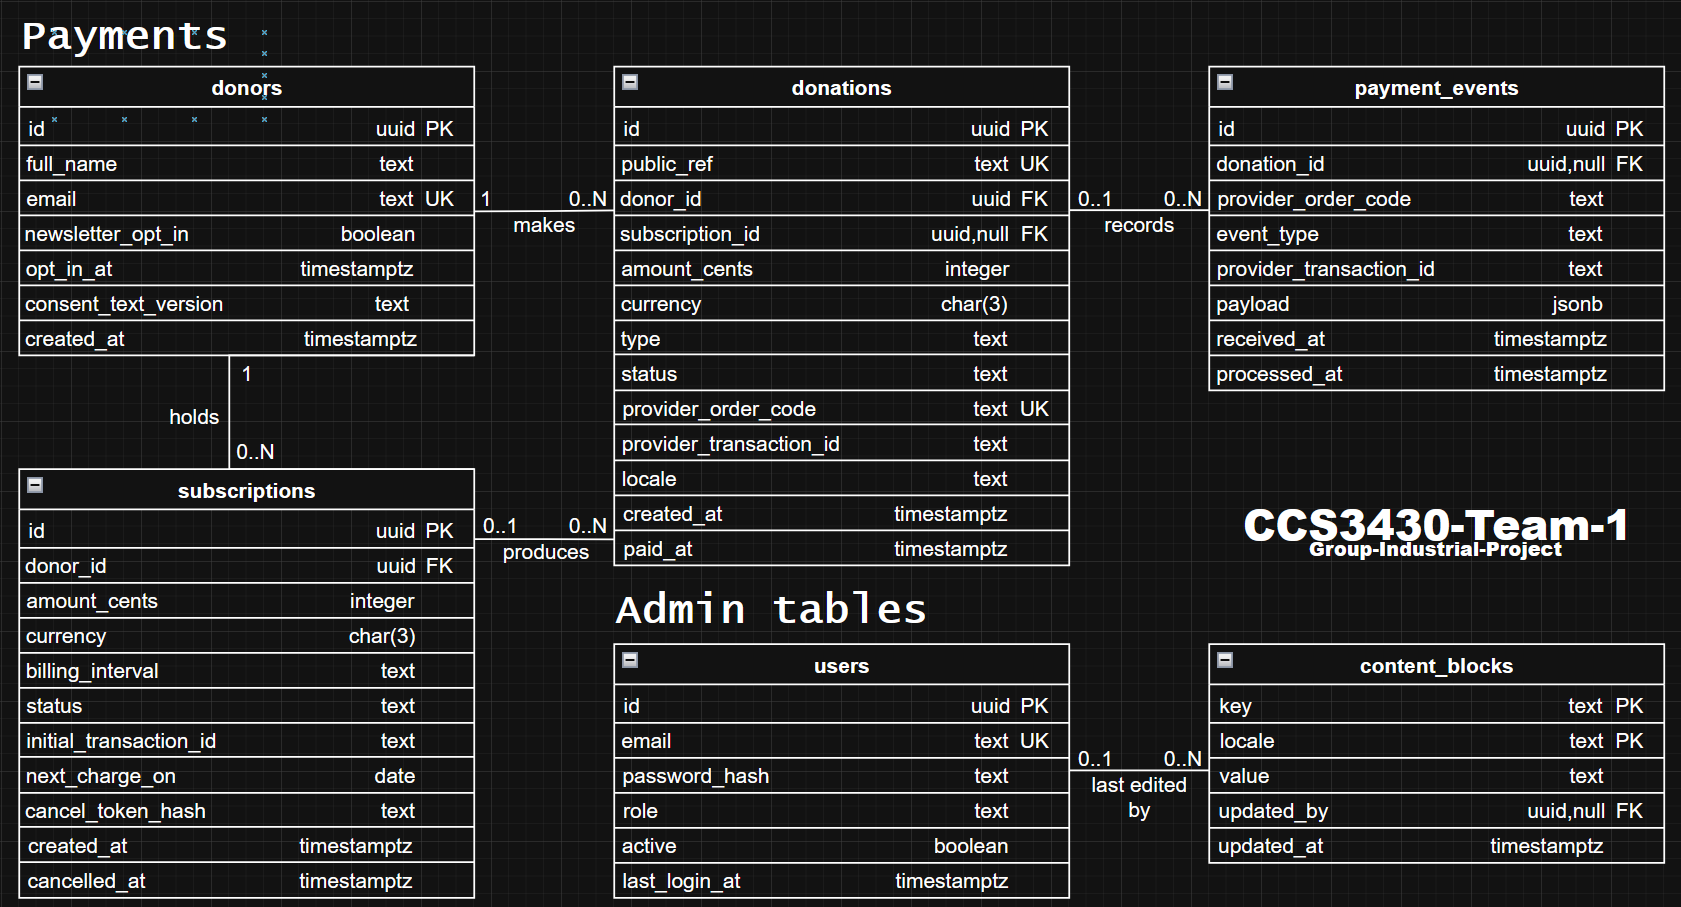 Payments
donors
id uuid PK
full_name text
email text UK
newsletter_opt_in boolean
opt_in_at timestamptz
consent_text_version text
created_at timestamptz
1 0..N
makes
donations
id uuid PK
public_ref text UK
donor_id uuid FK
subscription_id uuid,null FK
amount_cents integer
currency char(3)
type text
status text
provider_order_code text UK
provider_transaction_id text
locale text
created_at timestamptz
paid_at timestamptz
0..1 0..N
records
payment_events
id uuid PK
donation_id uuid,null FK
provider_order_code text
event_type text
provider_transaction_id text
payload jsonb
received_at timestamptz
processed_at timestamptz
1
holds
0..N
subscriptions
id uuid PK
donor_id uuid FK
amount_cents integer
currency char(3)
billing_interval text
status text
initial_transaction_id text
next_charge_on date
cancel_token_hash text
created_at timestamptz
cancelled_at timestamptz
0..1 0..N
produces
CCS3430-Team-1
Group-Industrial-Project
Admin tables
users
id uuid PK
email text UK
password_hash text
role text
active boolean
last_login_at timestamptz
0..1 0..N
last edited
by
content_blocks
key text PK
locale text PK
value text
updated_by uuid,null FK
updated_at timestamptz